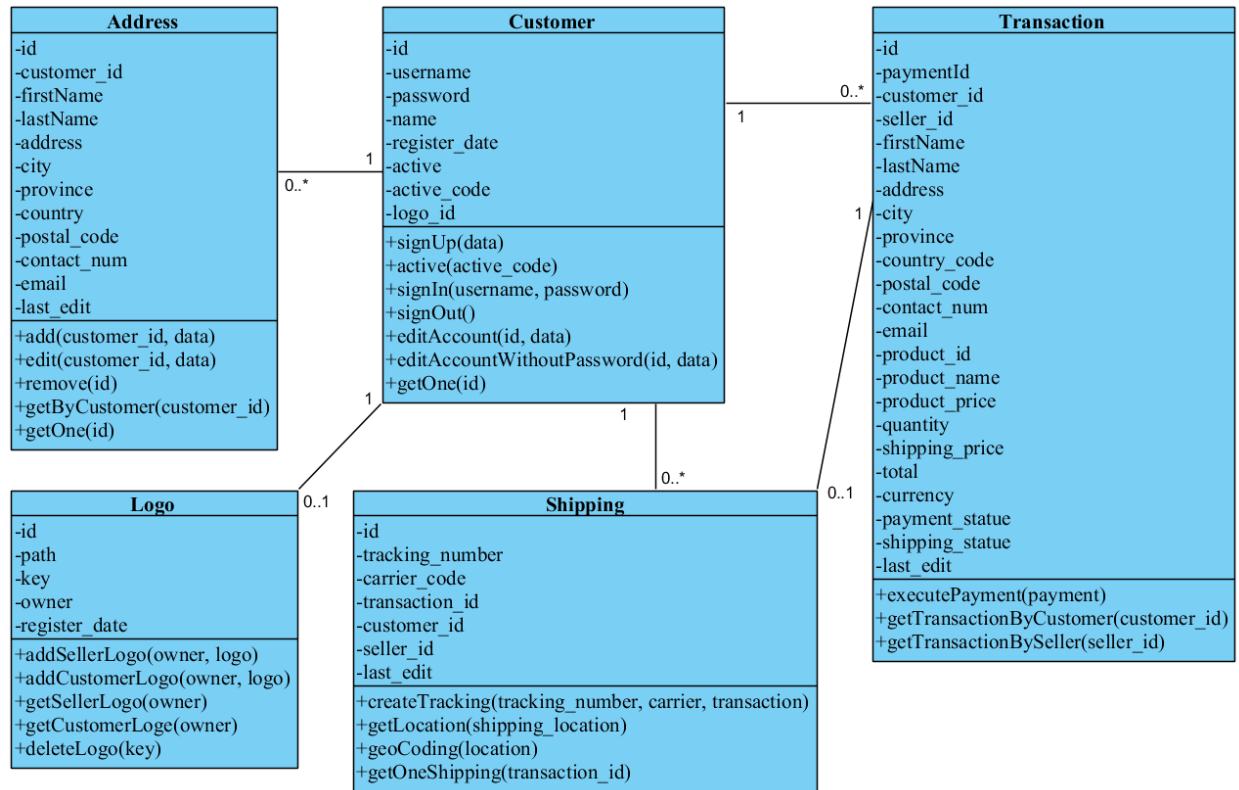 Address
-id
-customer_id
-firstName
-lastName
-address
-city
-province
-country
-postal_code
-contact_num
-email
-last_edit
+add(customer_id, data)
+edit(customer_id, data)
+remove(id)
+getByCustomer(customer_id)
+getOne(id)
1
0..*
Customer
-id
-username
-password
-name
-register_date
-active
-active_code
-logo_id
+signUp(data)
+active(active_code)
+signIn(username, password)
+signOut()
+editAccount(id, data)
+editAccountWithoutPassword(id, data)
+getOne(id)
0..*
1
Transaction
-id
-paymentId
-customer_id
-seller_id
-firstName
-lastName
-address
-city
-province
-country_code
-postal_code
-contact_num
-email
-product_id
-product_name
-product_price
-quantity
-shipping_price
-total
-currency
-payment_statue
-shipping_statue
-last_edit
+executePayment(payment)
+getTransactionByCustomer(customer_id)
+getTransactionBySeller(seller_id)
1
0..1
1
0..1
1
0..*
Logo
-id
-path
-key
-owner
-register_date
+addSellerLogo(owner, logo)
+addCustomerLogo(owner, logo)
+getSellerLogo(owner)
+getCustomerLoge(owner)
+deleteLogo(key)
Shipping
-id
-tracking_number
-carrier_code
-transaction_id
-customer_id
-seller_id
-last_edit
+createTracking(tracking_number, carrier, transaction)
+getLocation(shipping_location)
+geoCoding(location)
+getOneShipping(transaction_id)